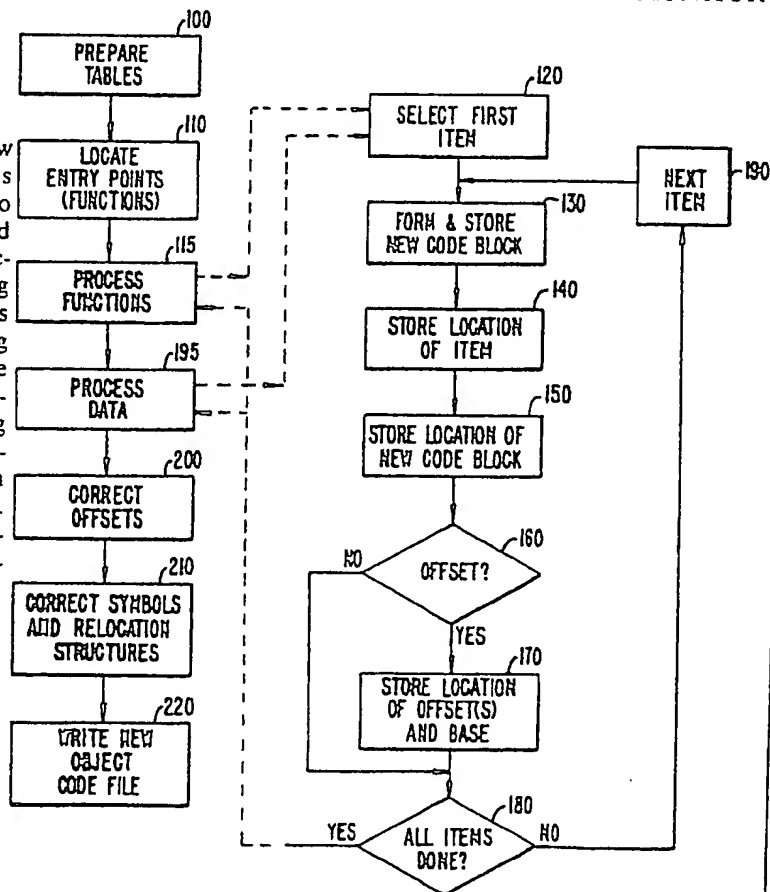 100
PREPARE
TABLES
110
LOCATE
ENTRY POINTS
(FUNCTIONS)
115
PROCESS
FUNCTIONS
195
PROCESS
DATA
200
CORRECT
OFFSETS
210
CORRECT SYMBOLS
AND RELOCATION
STRUCTURES
220
WRITE NEW
OBJECT
CODE FILE
120
SELECT FIRST
ITEM
130
FORM & STORE
NEW CODE BLOCK
140
STORE LOCATION
OF ITEM
150
STORE LOCATION OF
NEW CODE BLOCK
160
OFFSET?
NO
YES
170
STORE LOCATION
OF OFFSET(S)
AND BASE
180
ALL ITEMS
DONE?
YES
NO
NEXT
ITEM
190